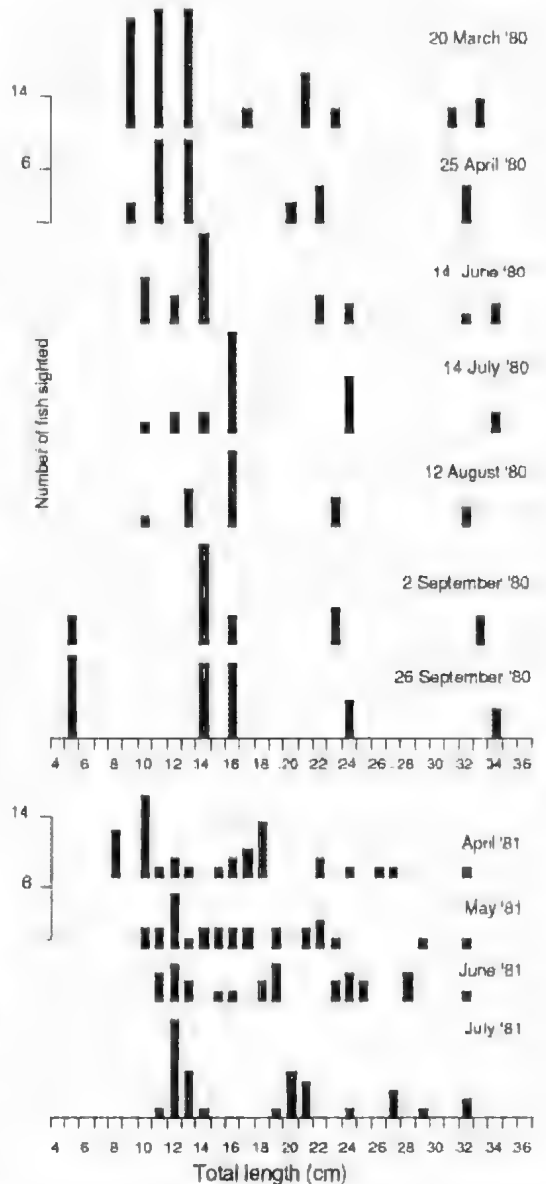 20 March '80
14
6
25 April '80
14 June '80
Number of fish sighted
14 July '80
12 August '80
2 September '80
26 September '80
4 6 8 10 12 14 16 18 20 22 24 26 28 30 32 34 36
14
April '81
8
May '81
June '81
July '81
4 6 8 10 12 14 16 18 20 22 24 26 28 30 32 34 36
Total length (cm)